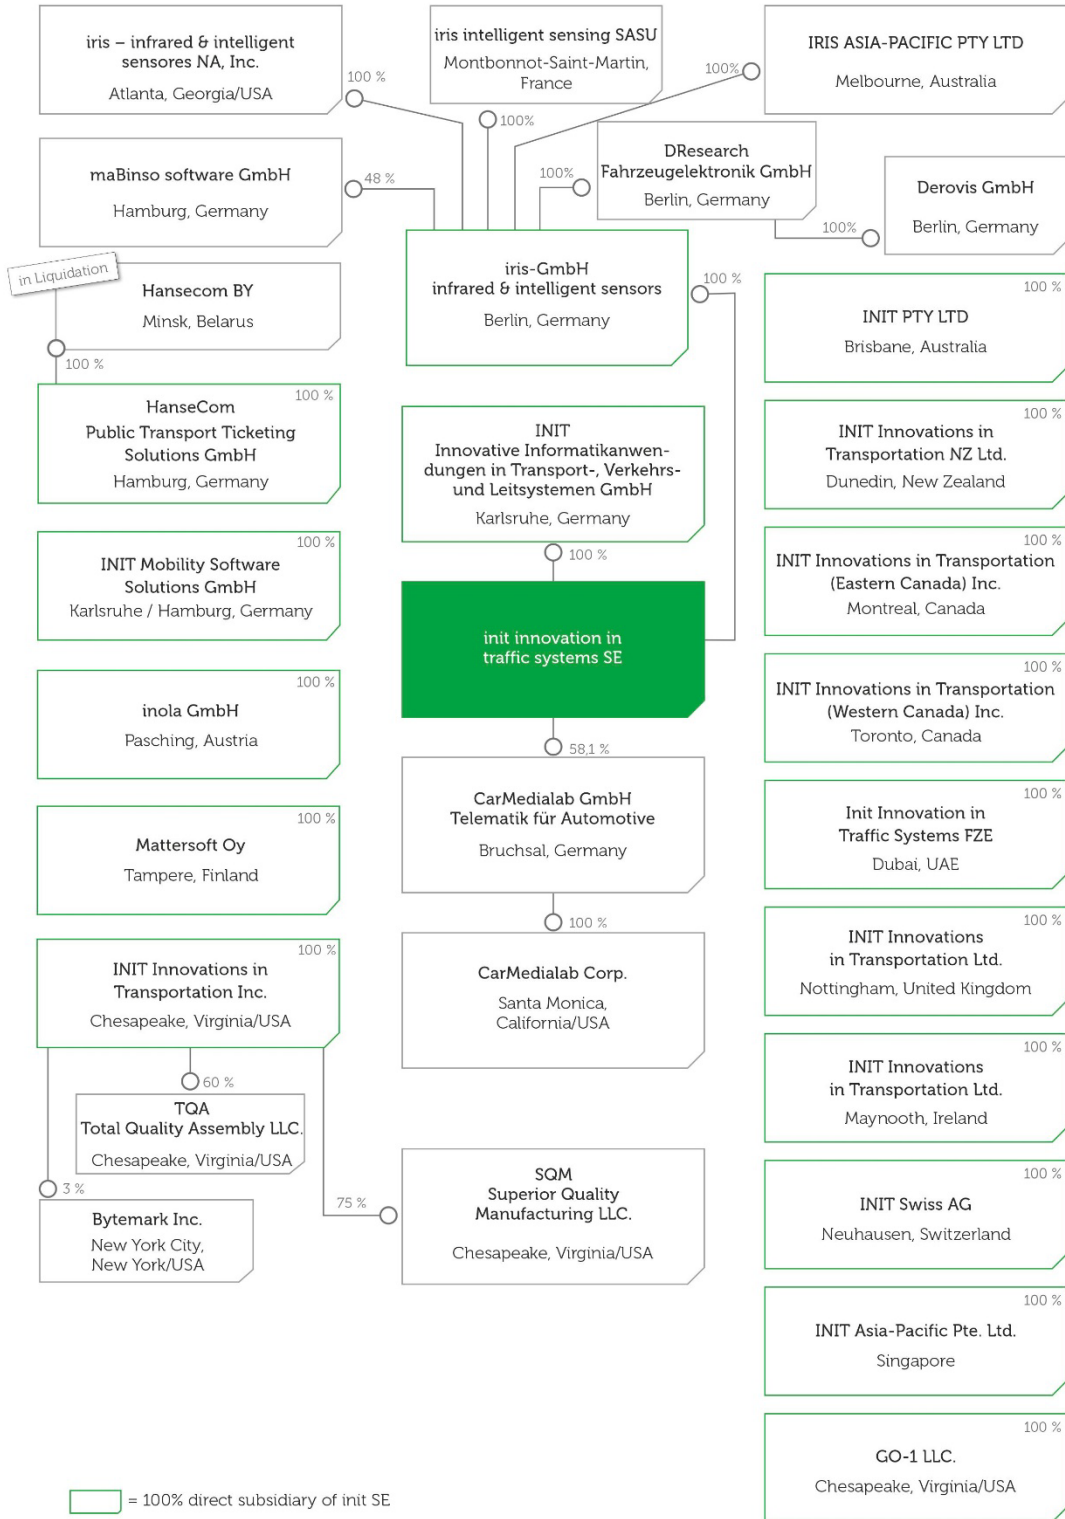 iris – infrared & intelligent
sensores NA, Inc.
Atlanta, Georgia/USA
100 %
iris intelligent sensing SASU
Montbonnot-Saint-Martin,
France
100%
IRIS ASIA-PACIFIC PTY LTD
Melbourne, Australia
100%
maBinso software GmbH
Hamburg, Germany
48 %
DResearch
Fahrzeugelektronik GmbH
Berlin, Germany
100%
Derovis GmbH
Berlin, Germany
100%
in Liquidation
Hansecom BY
Minsk, Belarus
100 %
iris-GmbH
infrared & intelligent sensors
Berlin, Germany
100 %
100 %
INIT PTY LTD
Brisbane, Australia
100 %
HanseCom
Public Transport Ticketing
Solutions GmbH
Hamburg, Germany
INIT
Innovative Informatikanwen-
dungen in Transport-, Verkehrs-
und Leitsystemen GmbH
Karlsruhe, Germany
100 %
100 %
INIT Innovations in
Transportation NZ Ltd.
Dunedin, New Zealand
100 %
INIT Mobility Software
Solutions GmbH
Karlsruhe / Hamburg, Germany
init innovation in
traffic systems SE
100 %
INIT Innovations in Transportation
(Eastern Canada) Inc.
Montreal, Canada
100 %
inola GmbH
Pasching, Austria
58,1 %
100 %
INIT Innovations in Transportation
(Western Canada) Inc.
Toronto, Canada
100 %
Mattersoft Oy
Tampere, Finland
CarMedialab GmbH
Telematik für Automotive
Bruchsal, Germany
100 %
100 %
Init Innovation in
Traffic Systems FZE
Dubai, UAE
100 %
INIT Innovations in
Transportation Inc.
Chesapeake, Virginia/USA
CarMedialab Corp.
Santa Monica,
California/USA
100 %
INIT Innovations
in Transportation Ltd.
Nottingham, United Kingdom
60 %
TQA
Total Quality Assembly LLC.
Chesapeake, Virginia/USA
100 %
INIT Innovations
in Transportation Ltd.
Maynooth, Ireland
3 %
Bytemark Inc.
New York City,
New York/USA
75 %
SQM
Superior Quality
Manufacturing LLC.
Chesapeake, Virginia/USA
100 %
INIT Swiss AG
Neuhausen, Switzerland
100 %
INIT Asia-Pacific Pte. Ltd.
Singapore
100 %
GO-1 LLC.
Chesapeake, Virginia/USA
= 100% direct subsidiary of init SE